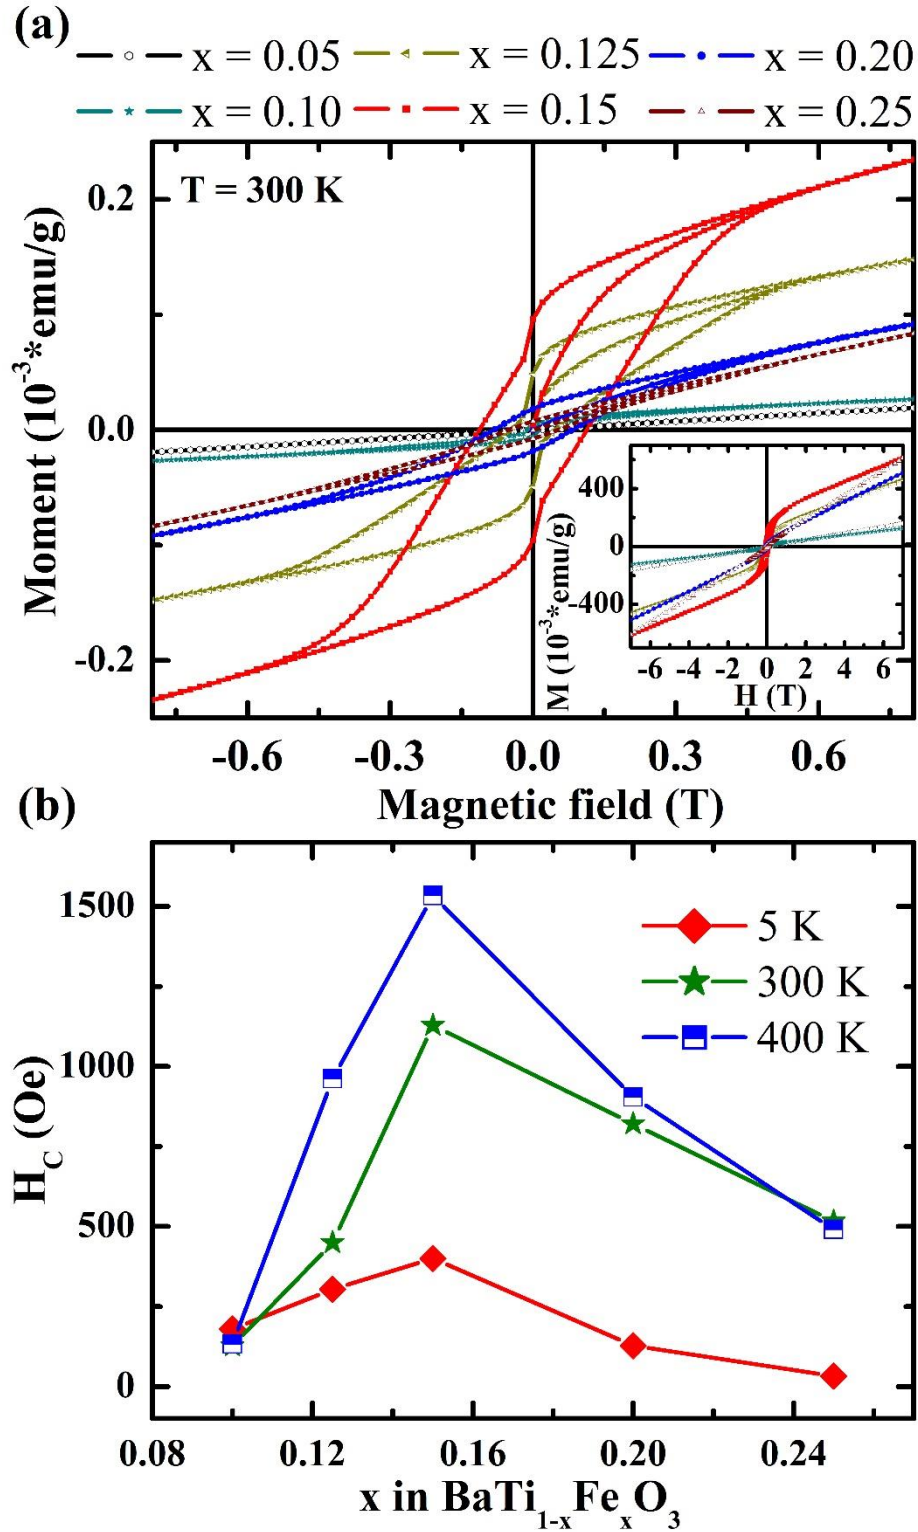 (a)
x = 0.05 x = 0.125 x = 0.20
x = 0.10 x = 0.15 x = 0.25
T = 300 K
Moment (10⁻³*emu/g)
0.2
0.0
-0.2
-0.6 -0.3 0.0 0.3 0.6
Magnetic field (T)
M (10⁻³*emu/g)
400
0
-400
-6 -4 -2 0 2 4 6
H (T)
(b)
5 K
300 K
400 K
H_C (Oe)
1500
1000
500
0
0.08 0.12 0.16 0.20 0.24
x in BaTi₁₋ₓFeₓO₃